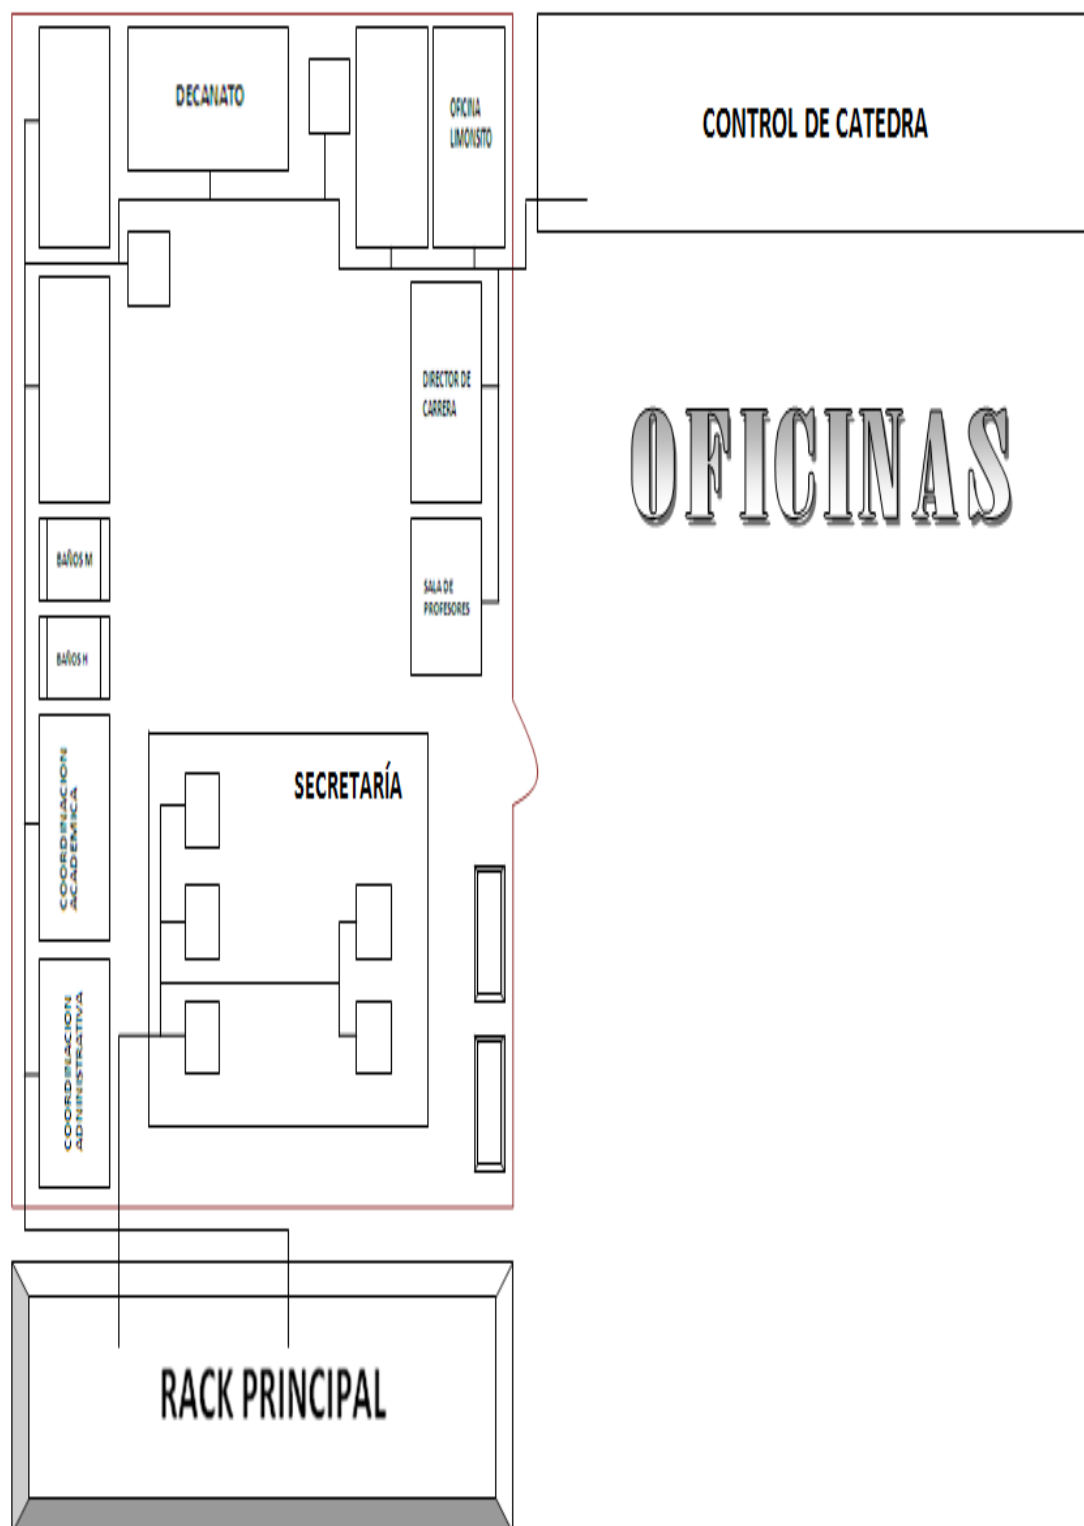 DECANATO
OFICINA
LIMONSITO
CONTROL DE CATEDRA
DIRECTOR DE
CARRERA
OFICINAS
BAÑOS M
SALA DE
PROFESORES
BAÑOS H
COORDINACION
ACADEMICA
SECRETARÍA
COORDINACION
ADNINISTRATIVA
RACK PRINCIPAL